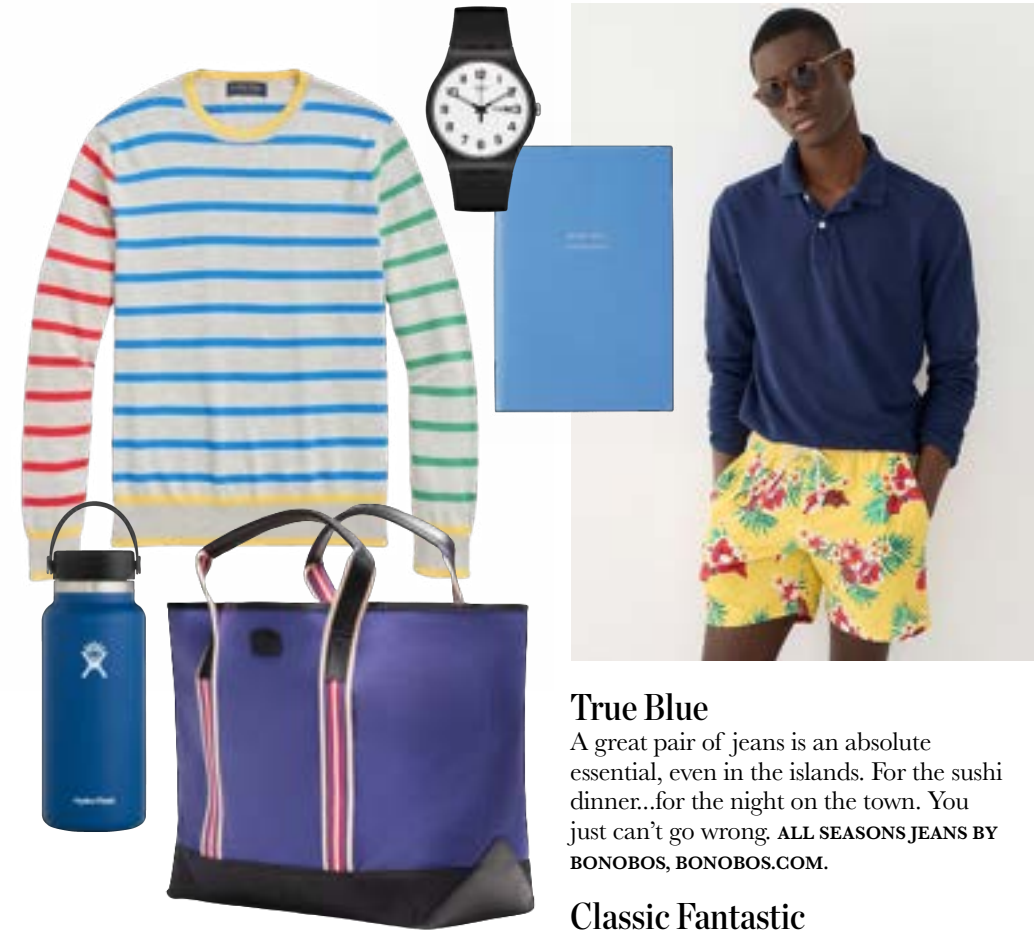 True Blue
A great pair of jeans is an absolute
essential, even in the islands. For the sushi
dinner...for the night on the town. You
just can’t go wrong. ALL SEASONS JEANS BY
BONOBOS, BONOBOS.COM.
Classic Fantastic